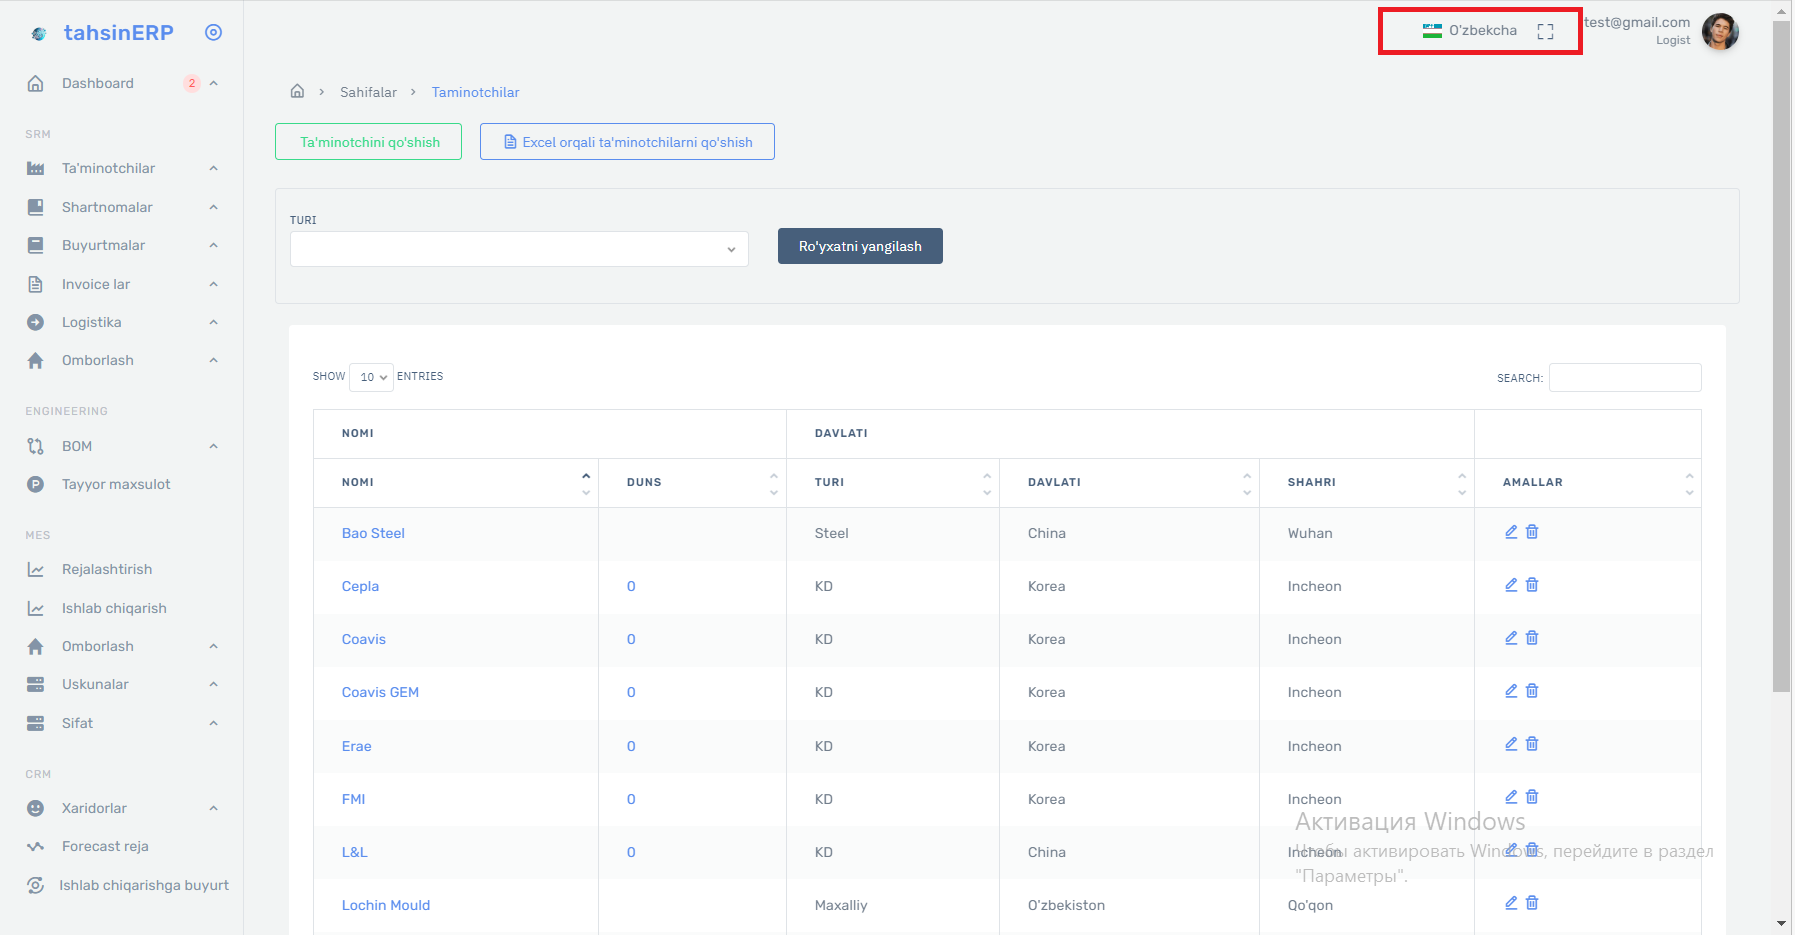 tahsinERP
O'zbekcha
test@gmail.com
Logist
Dashboard 2
SRM
Ta'minotchilar
Shartnomalar
Buyurtmalar
Invoice lar
Logistika
Omborlash
ENGINEERING
BOM
Tayyor maxsulot
MES
Rejalashtirish
Ishlab chiqarish
Omborlash
Uskunalar
Sifat
CRM
Xaridorlar
Forecast reja
Ishlab chiqarishga buyurt
Sahifalar > Taminotchilar
Ta'minotchini qo'shish
Excel orqali ta'minotchilarni qo'shish
TURI
Ro'yxatni yangilash
SHOW 10 ENTRIES
SEARCH:
NOMI DAVLATI
NOMI DUNS TURI DAVLATI SHAHRI AMALLAR
Bao Steel Steel China Wuhan
Cepla 0 KD Korea Incheon
Coavis 0 KD Korea Incheon
Coavis GEM 0 KD Korea Incheon
Erae 0 KD Korea Incheon
FMI 0 KD Korea Incheon
L&L 0 KD China Incheon
Lochin Mould Maxalliy O'zbekiston Qo'qon
Активация Windows
Чтобы активировать Windows, перейдите в раздел
"Параметры".